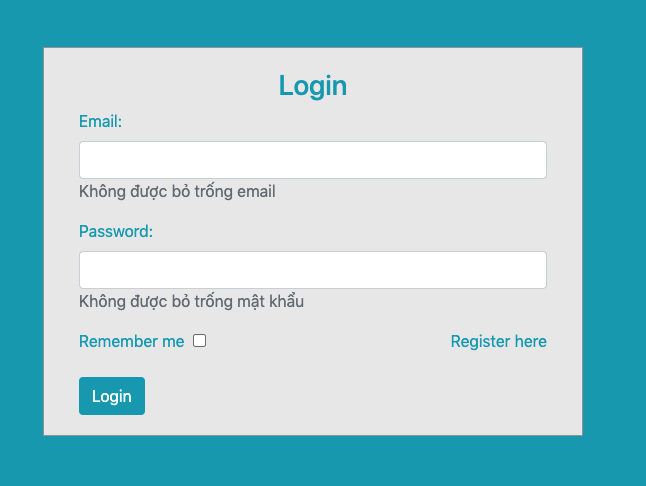 Login
Email:
Không được bỏ trống email
Password:
Không được bỏ trống mật khẩu
Remember me
Register here
Login